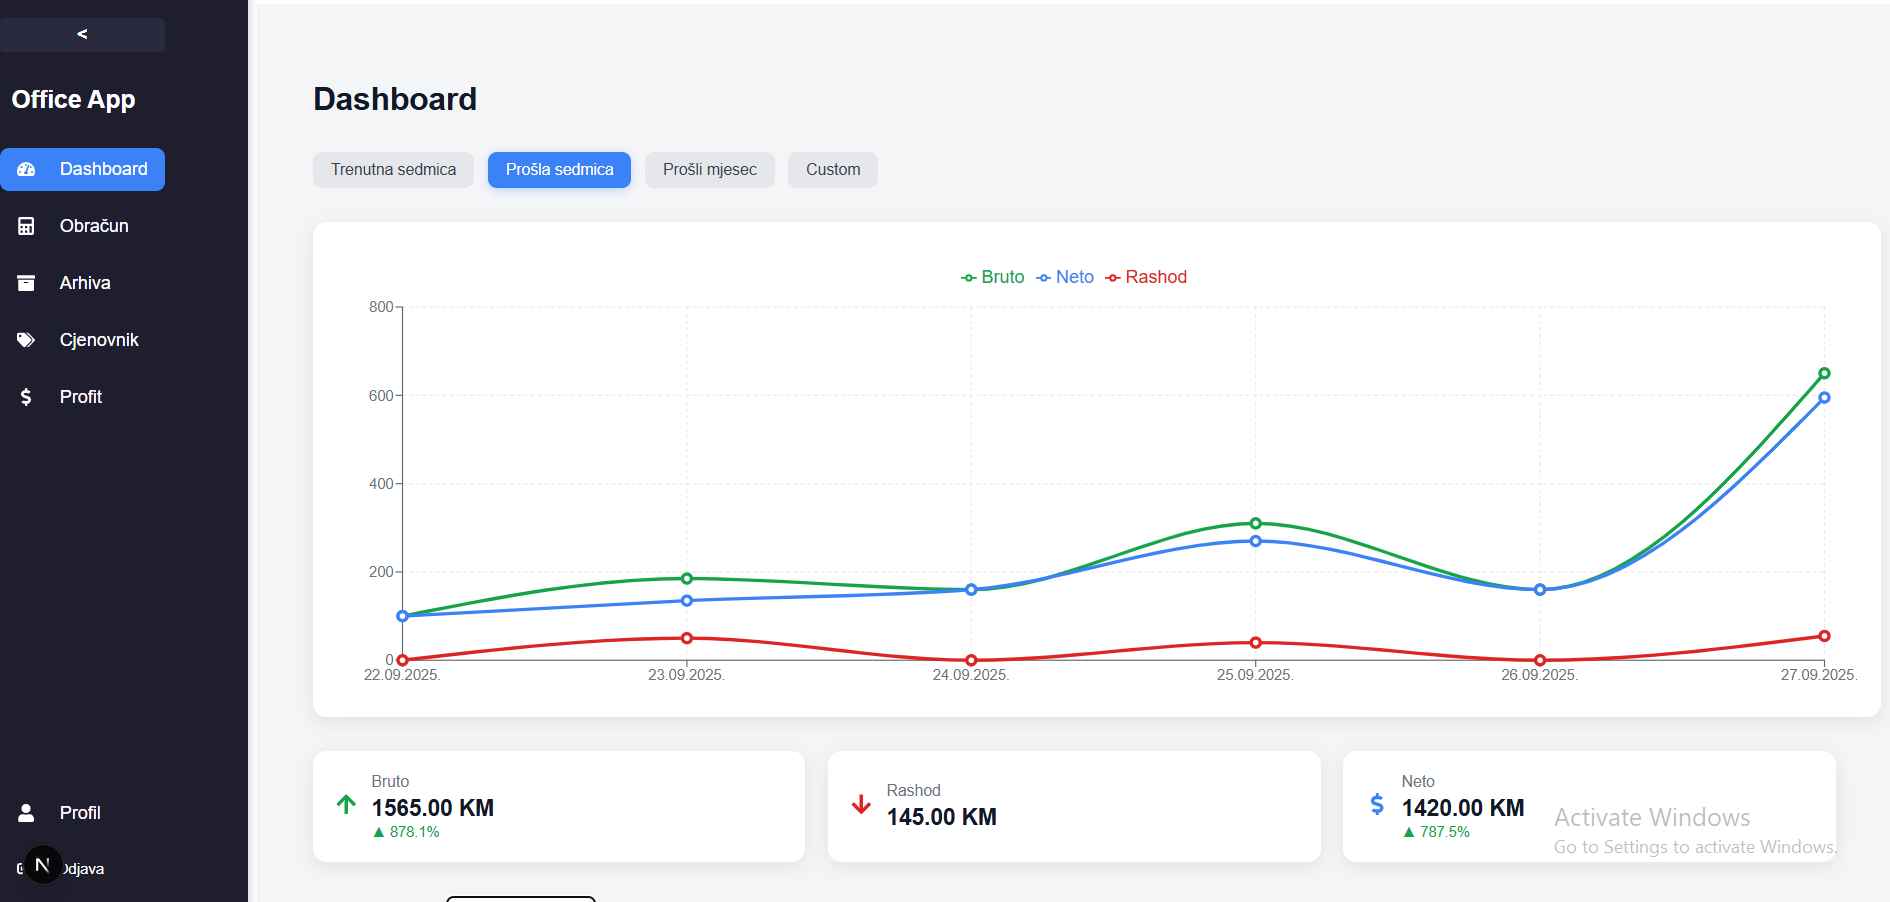 <
Office App
Dashboard
Obračun
Arhiva
Cjenovnik
Profit
Profil
N
Odjava
Dashboard
Trenutna sedmica
Prošla sedmica
Prošli mjesec
Custom
Bruto Neto Rashod
800
600
400
200
0
22.09.2025. 23.09.2025. 24.09.2025. 25.09.2025. 26.09.2025. 27.09.2025.
Bruto
1565.00 KM
▲ 878.1%
Rashod
145.00 KM
Neto
1420.00 KM
▲ 787.5%
Activate Windows
Go to Settings to activate Windows.